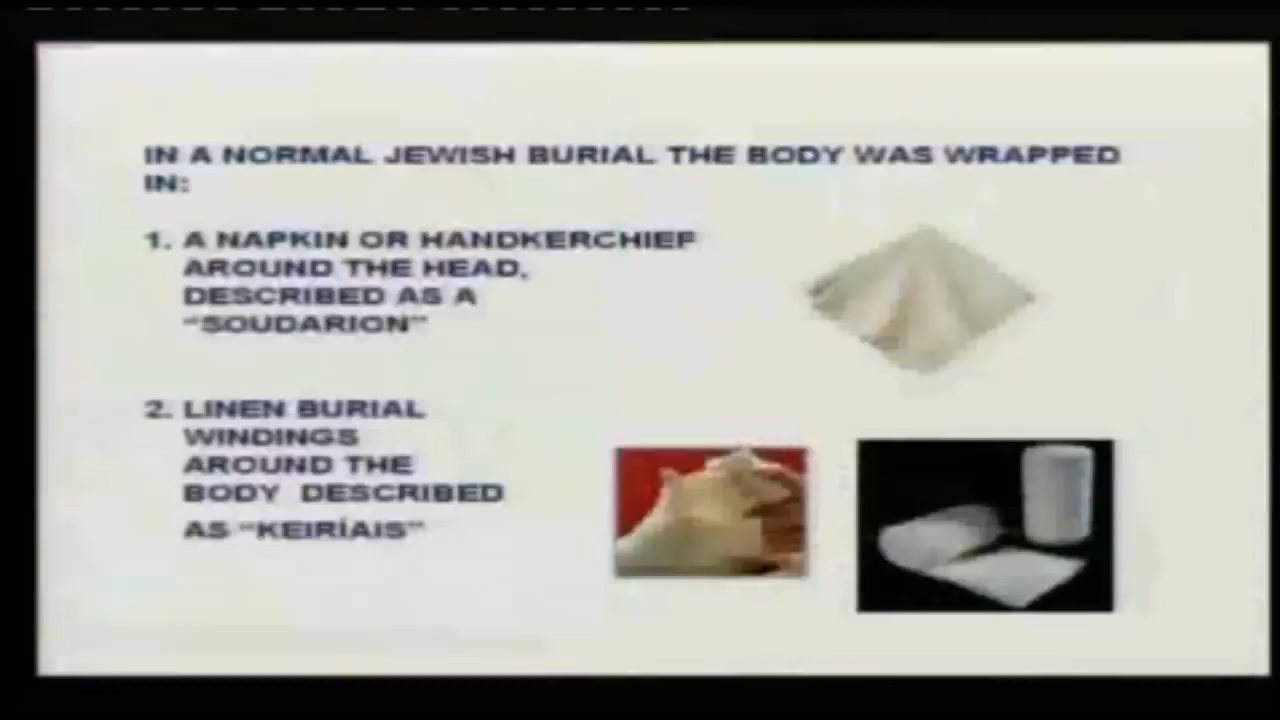 IN A NORMAL JEWISH BURIAL THE BODY WAS WRAPPED
IN:
1. A NAPKIN OR HANDKERCHIEF
AROUND THE HEAD,
DESCRIBED AS A
“SOUDARION”
2. LINEN BURIAL
WINDINGS
AROUND THE
BODY DESCRIBED
AS “KEIRÍAIS”